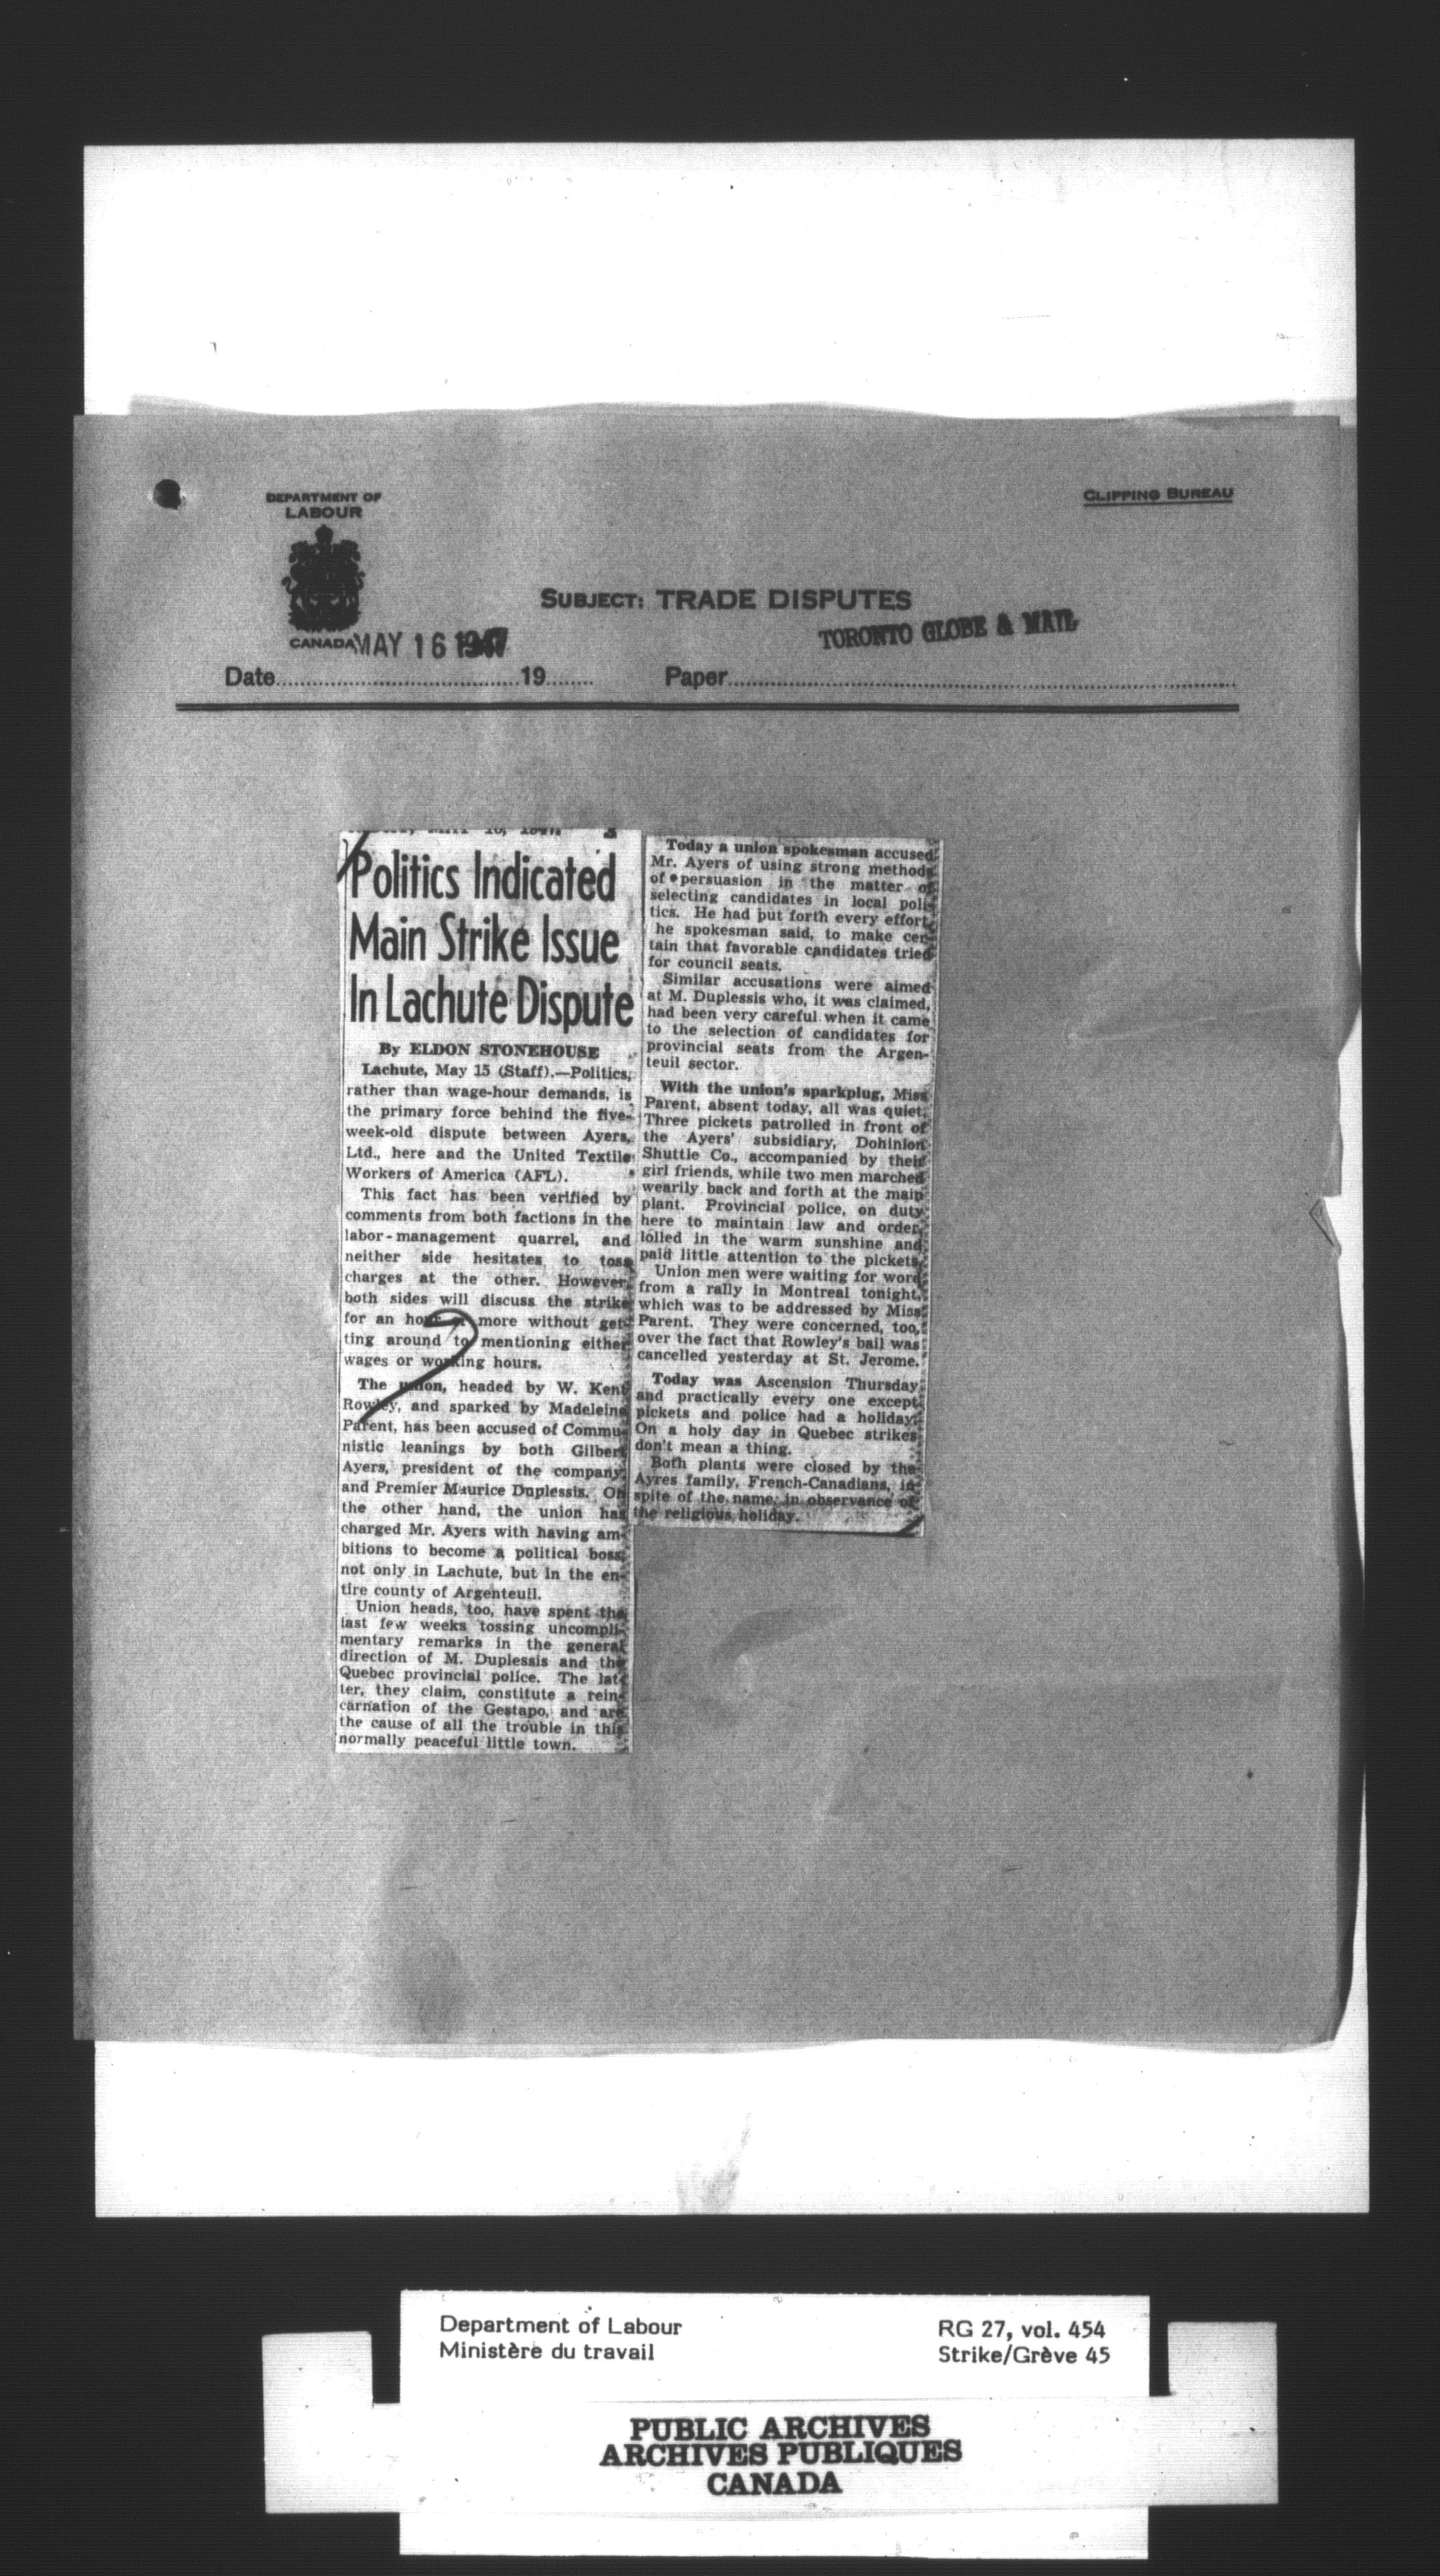 DEPARTMENT OF
LABOUR
CANADA
CLIPPING BUREAU
SUBJECT: TRADE DISPUTES
MAY 16 1947
TORONTO GLOBE & MAIL
Date 19 Paper
Politics Indicated
Main Strike Issue
In Lachute Dispute
By ELDON STONEHOUSE
Lachute, May 15 (Staff).—Politics,
rather than wage-hour demands, is
the primary force behind the five-
week-old dispute between Ayers,
Ltd., here and the United Textile
Workers of America (AFL).
This fact has been verified by
comments from both factions in the
labor-management quarrel, and
neither side hesitates to toss
charges at the other. However,
both sides will discuss the strike
for an hour or more without get-
ting around to mentioning either
wages or working hours.
The union, headed by W. Kent
Rowley, and sparked by Madeleine
Parent, has been accused of Commu-
nistic leanings by both Gilbert
Ayers, president of the company,
and Premier Maurice Duplessis. On
the other hand, the union has
charged Mr. Ayers with having am-
bitions to become a political boss,
not only in Lachute, but in the en-
tire county of Argenteuil.
Union heads, too, have spent the
last few weeks tossing uncompli-
mentary remarks in the general
direction of M. Duplessis and the
Quebec provincial police. The lat-
ter, they claim, constitute a rein-
carnation of the Gestapo, and are
the cause of all the trouble in this
normally peaceful little town.
Today a union spokesman accused
Mr. Ayers of using strong methods
of persuasion in the matter of
selecting candidates in local poli-
tics. He had put forth every effort,
he spokesman said, to make cer-
tain that favorable candidates tried
for council seats.
Similar accusations were aimed
at M. Duplessis who, it was claimed,
had been very careful when it came
to the selection of candidates for
provincial seats from the Argen-
teuil sector.
With the union's sparkplug, Miss
Parent, absent today, all was quiet.
Three pickets patrolled in front of
the Ayers' subsidiary, Dohinion
Shuttle Co., accompanied by their
girl friends, while two men marched
wearily back and forth at the main
plant. Provincial police, on duty
here to maintain law and order,
lolled in the warm sunshine and
paid little attention to the pickets.
Union men were waiting for word
from a rally in Montreal tonight,
which was to be addressed by Miss
Parent. They were concerned, too,
over the fact that Rowley's bail was
cancelled yesterday at St. Jerome.
Today was Ascension Thursday
and practically every one except
pickets and police had a holiday.
On a holy day in Quebec strikes
don't mean a thing.
Both plants were closed by the
Ayres family, French-Canadians, in
spite of the name, in observance of
the religious holiday.
Department of Labour
Ministère du travail
RG 27, vol. 454
Strike/Grève 45
PUBLIC ARCHIVES
ARCHIVES PUBLIQUES
CANADA